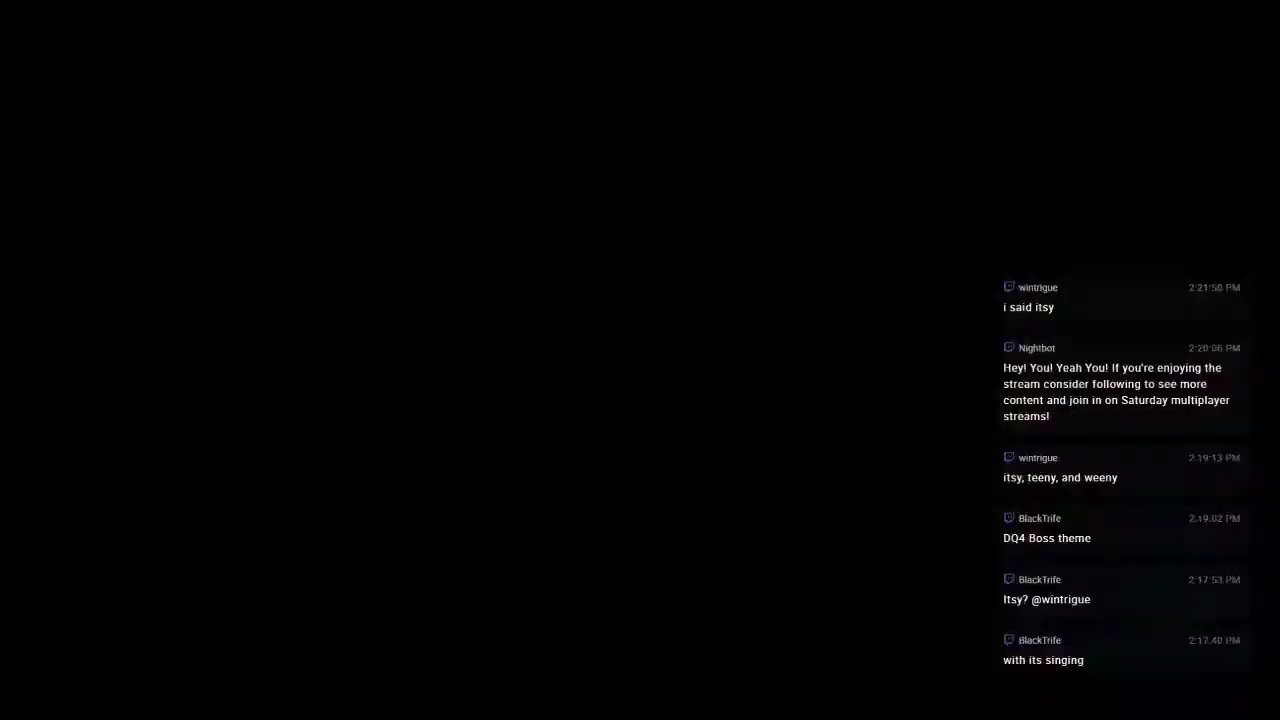 wintrigue 2:21:50 PM
i said itsy
Nightbot 2:20:06 PM
Hey! You! Yeah You! If you're enjoying the
stream consider following to see more
content and join in on Saturday multiplayer
streams!
wintrigue 2:19:13 PM
itsy, teeny, and weeny
BlackTrife 2:19:02 PM
DQ4 Boss theme
BlackTrife 2:17:53 PM
Itsy? @wintrigue
BlackTrife 2:17:40 PM
with its singing